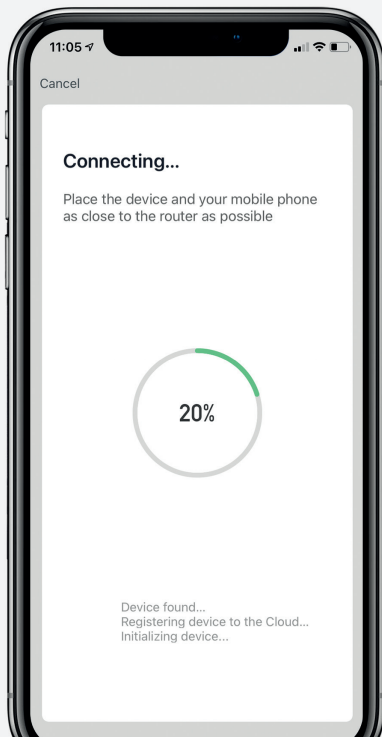 11:05
Cancel
Connecting...
Place the device and your mobile phone
as close to the router as possible
20%
Device found...
Registering device to the Cloud...
Initializing device...